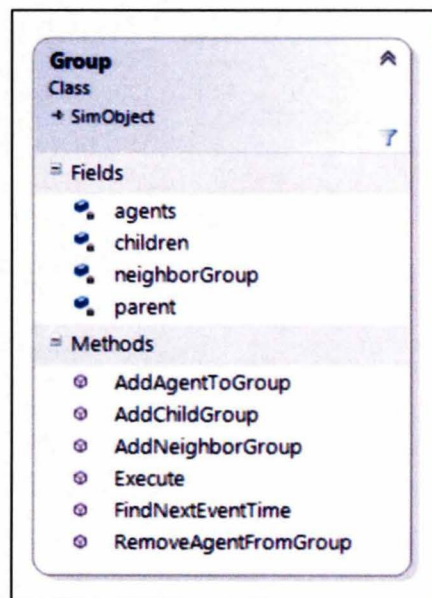 Group
Class
SimObject
Fields
agents
children
neighborGroup
parent
Methods
AddAgentToGroup
AddChildGroup
AddNeighborGroup
Execute
FindNextEventTime
RemoveAgentFromGroup